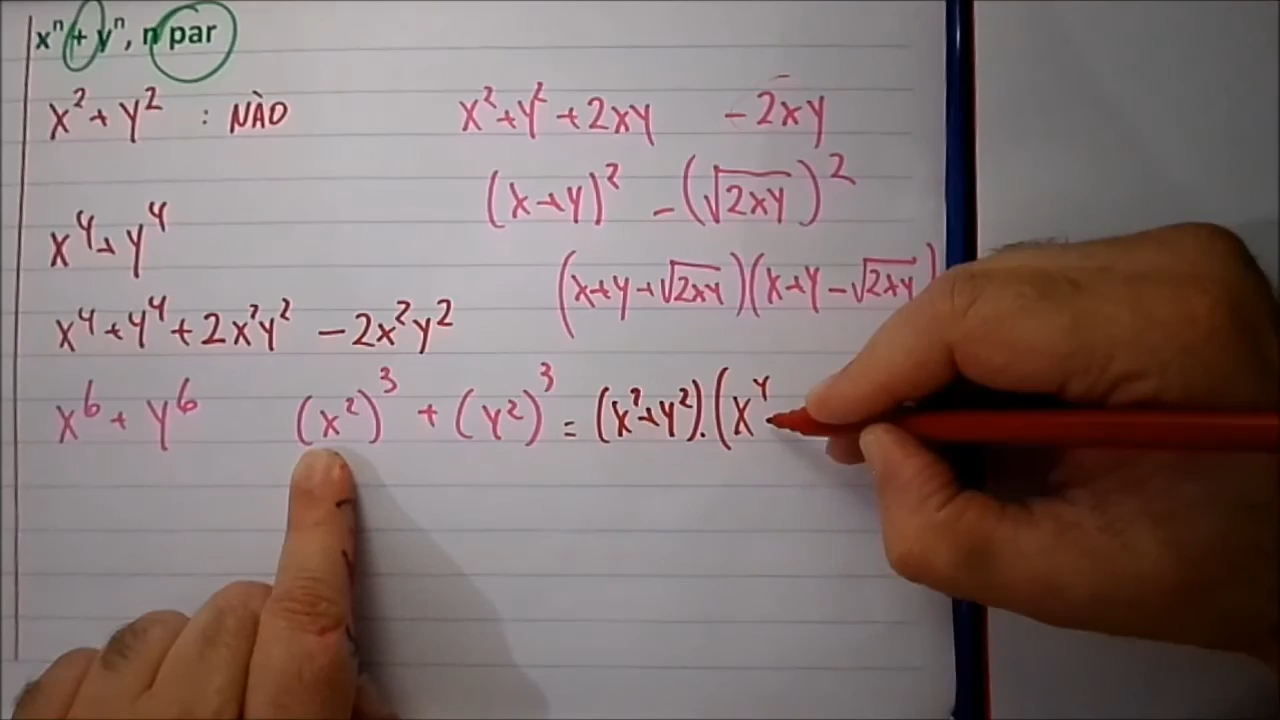 xⁿ + yⁿ, n par
x² + y² : NÀO
x² + y² + 2xy - 2xy
(x + y)² - (√2xy)²
x⁴ + y⁴
(x + y + √2xy)(x + y - √2xy)
x⁴ + y⁴ + 2x²y² - 2x²y²
x⁶ + y⁶ (x²)³ + (y²)³ = (x² + y²).(x⁴